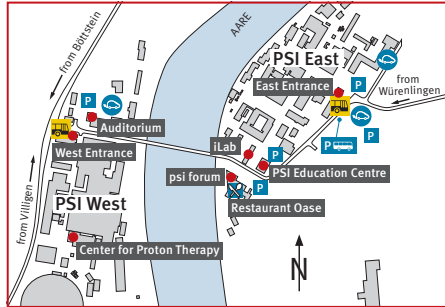 from Böttstein
AARE
PSI East
East Entrance
P
from
Würenlingen
P
Auditorium
P
P
West Entrance
iLab
P
PSI Education Centre
psi forum
P
Restaurant Oase
from Villigen
PSI West
Center for Proton Therapy
N